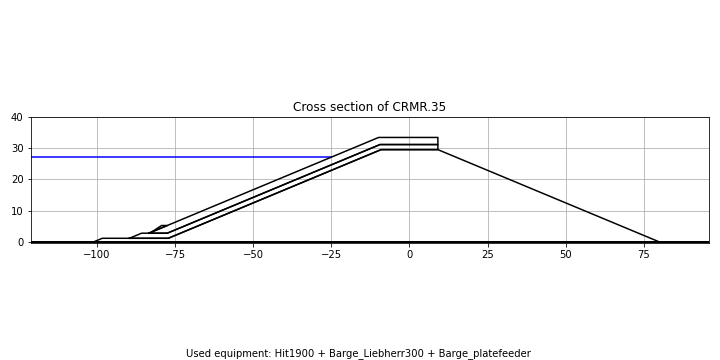 Cross section of CRMR.35
40
30
20
10
0
−100 −75 −50 −25 0 25 50 75
Used equipment: Hit1900 + Barge_Liebherr300 + Barge_platefeeder